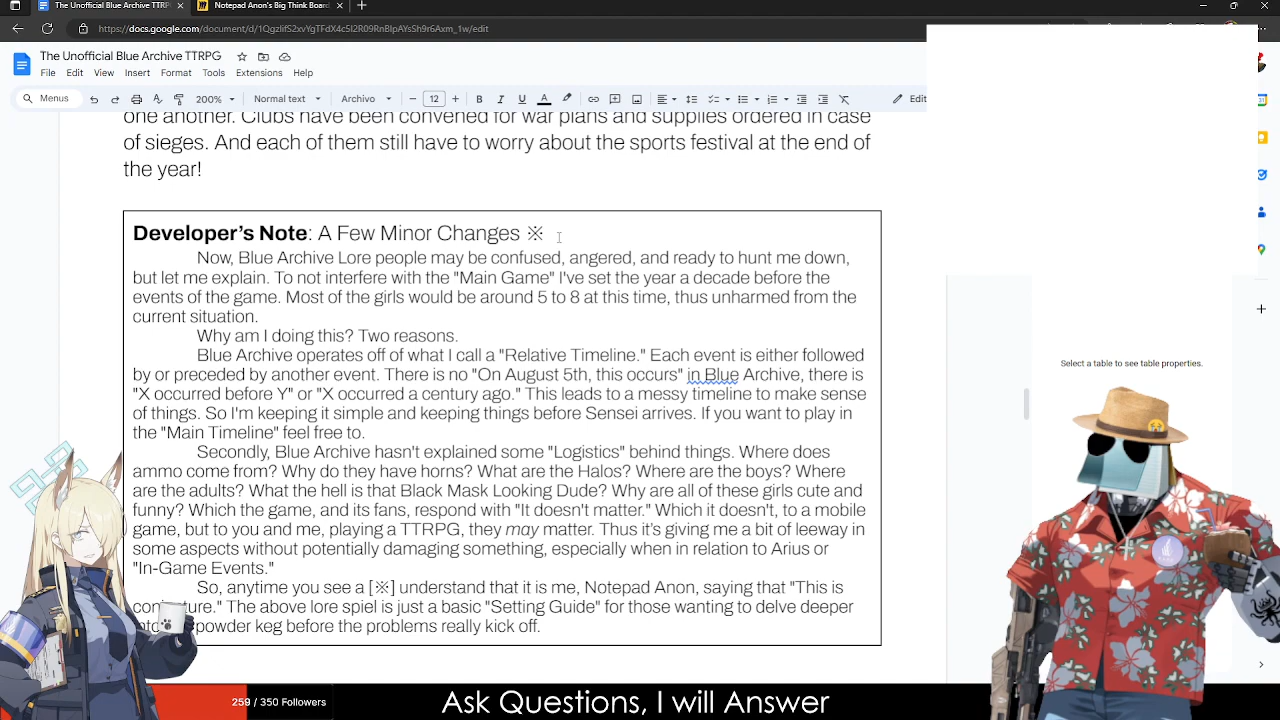 The Unofficial Blue Archive TTRP
Notepad Anon's Big Think Board
https://docs.google.com/document/d/1QgzlifS2xvYgTFdX4c5I2R09RnBlpAYsSh9r6Axm_1w/edit
The Unofficial Blue Archive TTRPG
File Edit View Insert Format Tools Extensions Help
Menus 200% Normal text Archivo 12 Edit
one another. Clubs have been convened for war plans and supplies ordered in case
of sieges. And each of them still have to worry about the sports festival at the end of
the year!
Developer's Note: A Few Minor Changes ※
Now, Blue Archive Lore people may be confused, angered, and ready to hunt me down,
but let me explain. To not interfere with the "Main Game" I've set the year a decade before the
events of the game. Most of the girls would be around 5 to 8 at this time, thus unharmed from the
current situation.
Why am I doing this? Two reasons.
Blue Archive operates off of what I call a "Relative Timeline." Each event is either followed
by or preceded by another event. There is no "On August 5th, this occurs" in Blue Archive, there is
"X occurred before Y" or "X occurred a century ago." This leads to a messy timeline to make sense
of things. So I'm keeping it simple and keeping things before Sensei arrives. If you want to play in
the "Main Timeline" feel free to.
Secondly, Blue Archive hasn't explained some "Logistics" behind things. Where does
ammo come from? Why do they have horns? What are the Halos? Where are the boys? Where
are the adults? What the hell is that Black Mask Looking Dude? Why are all of these girls cute and
funny? Which the game, and its fans, respond with "It doesn't matter." Which it doesn't, to a mobile
game, but to you and me, playing a TTRPG, they may matter. Thus it's giving me a bit of leeway in
some aspects without potentially damaging something, especially when in relation to Arius or
"In-Game Events."
So, anytime you see a [※] understand that it is me, Notepad Anon, saying that "This is
The above lore spiel is just a basic "Setting Guide" for those wanting to delve deeper
powder keg before the problems really kick off.
Select a table to see table properties.
259 / 350 Followers
Ask Questions, I will Answer